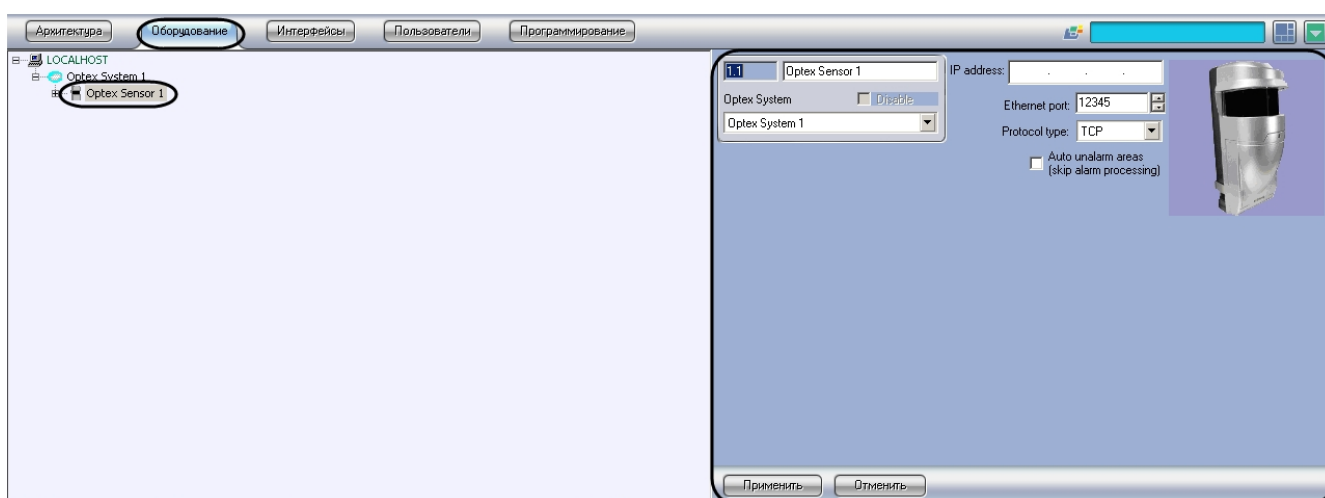 Архитектура Оборудование Интерфейсы Пользователи Программирование
LOCALHOST
Optex System 1
Optex Sensor 1
1.1 Optex Sensor 1
Optex System Disable
Optex System 1
IP address: . . .
Ethernet port: 12345
Protocol type: TCP
Auto unalarm areas
(skip alarm processing)
Применить Отменить